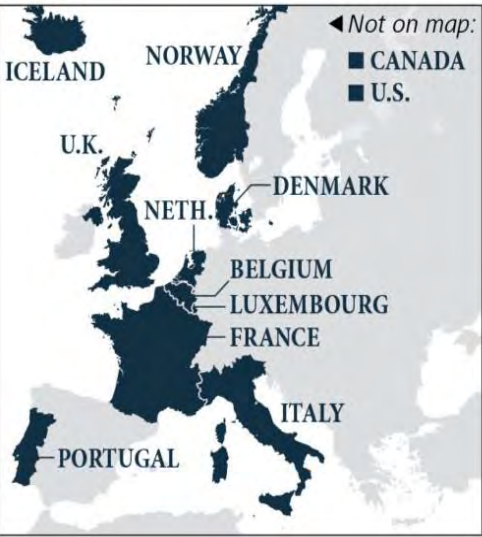 ◀ Not on map:
■ CANADA
■ U.S.
ICELAND
NORWAY
U.K.
DENMARK
NETH.
BELGIUM
LUXEMBOURG
FRANCE
ITALY
PORTUGAL